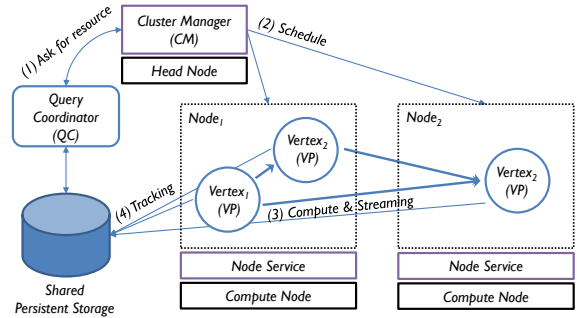 Cluster Manager
(CM)
Head Node
(1) Ask for resource
(2) Schedule
Query
Coordinator
(QC)
Node1
Vertex2
(VP)
Vertex1
(VP)
Node2
Vertex2
(VP)
(3) Compute & Streaming
(4) Tracking
Shared
Persistent Storage
Node Service
Compute Node
Node Service
Compute Node